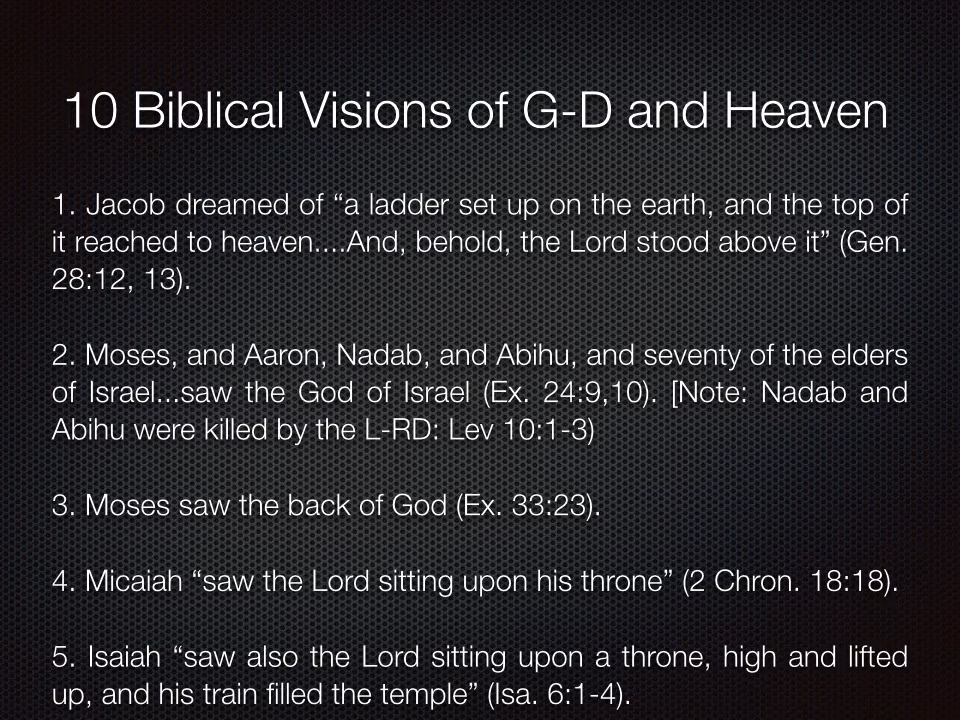 10 Biblical Visions of G-D and Heaven
1. Jacob dreamed of “a ladder set up on the earth, and the top of
it reached to heaven....And, behold, the Lord stood above it” (Gen.
28:12, 13).
2. Moses, and Aaron, Nadab, and Abihu, and seventy of the elders
of Israel...saw the God of Israel (Ex. 24:9,10). [Note: Nadab and
Abihu were killed by the L-RD: Lev 10:1-3)
3. Moses saw the back of God (Ex. 33:23).
4. Micaiah “saw the Lord sitting upon his throne” (2 Chron. 18:18).
5. Isaiah “saw also the Lord sitting upon a throne, high and lifted
up, and his train filled the temple” (Isa. 6:1-4).